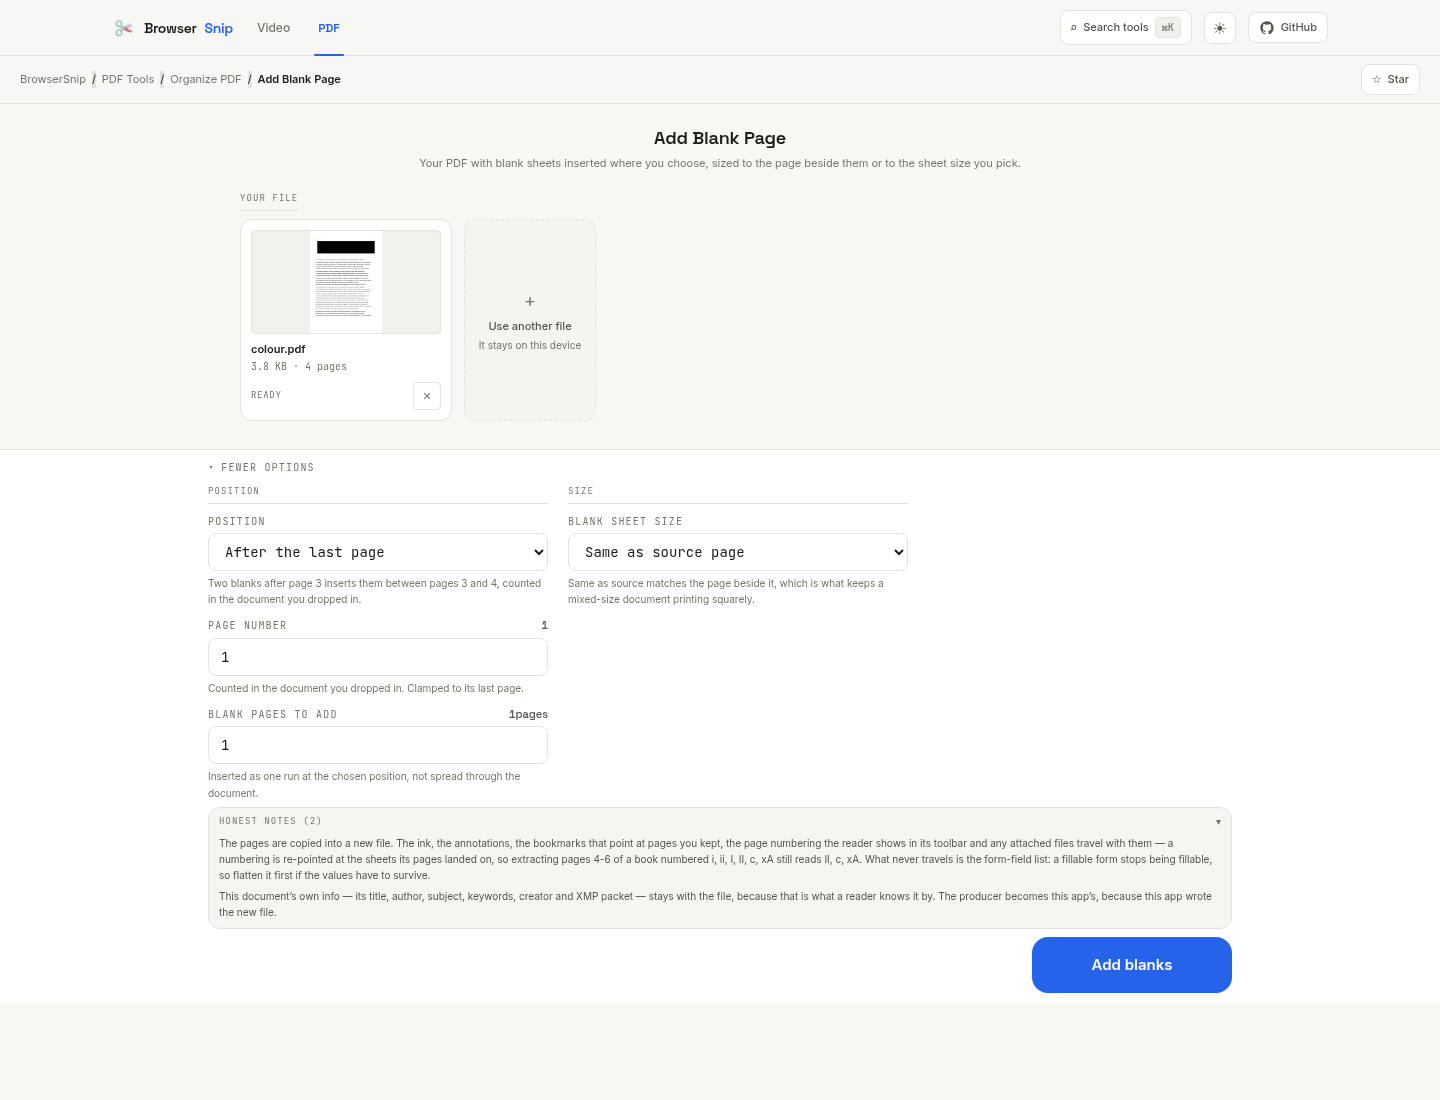 Browser Snip
Video
PDF
Search tools ⌘K
GitHub
BrowserSnip / PDF Tools / Organize PDF / Add Blank Page
☆ Star
Add Blank Page
Your PDF with blank sheets inserted where you choose, sized to the page beside them or to the sheet size you pick.
YOUR FILE
colour.pdf
3.8 KB · 4 pages
READY
×
+
Use another file
It stays on this device
▾ FEWER OPTIONS
POSITION
POSITION
After the last page
Two blanks after page 3 inserts them between pages 3 and 4, counted
in the document you dropped in.
PAGE NUMBER 1
1
Counted in the document you dropped in. Clamped to its last page.
BLANK PAGES TO ADD 1pages
1
Inserted as one run at the chosen position, not spread through the
document.
SIZE
BLANK SHEET SIZE
Same as source page
Same as source matches the page beside it, which is what keeps a
mixed-size document printing squarely.
HONEST NOTES (2) ▾
The pages are copied into a new file. The ink, the annotations, the bookmarks that point at pages you kept, the page numbering the reader shows in its toolbar and any attached files travel with them — a
numbering is re-pointed at the sheets its pages landed on, so extracting pages 4-6 of a book numbered i, ii, I, II, c, xA still reads II, c, xA. What never travels is the form-field list: a fillable form stops being fillable,
so flatten it first if the values have to survive.
This document's own info — its title, author, subject, keywords, creator and XMP packet — stays with the file, because that is what a reader knows it by. The producer becomes this app's, because this app wrote
the new file.
Add blanks